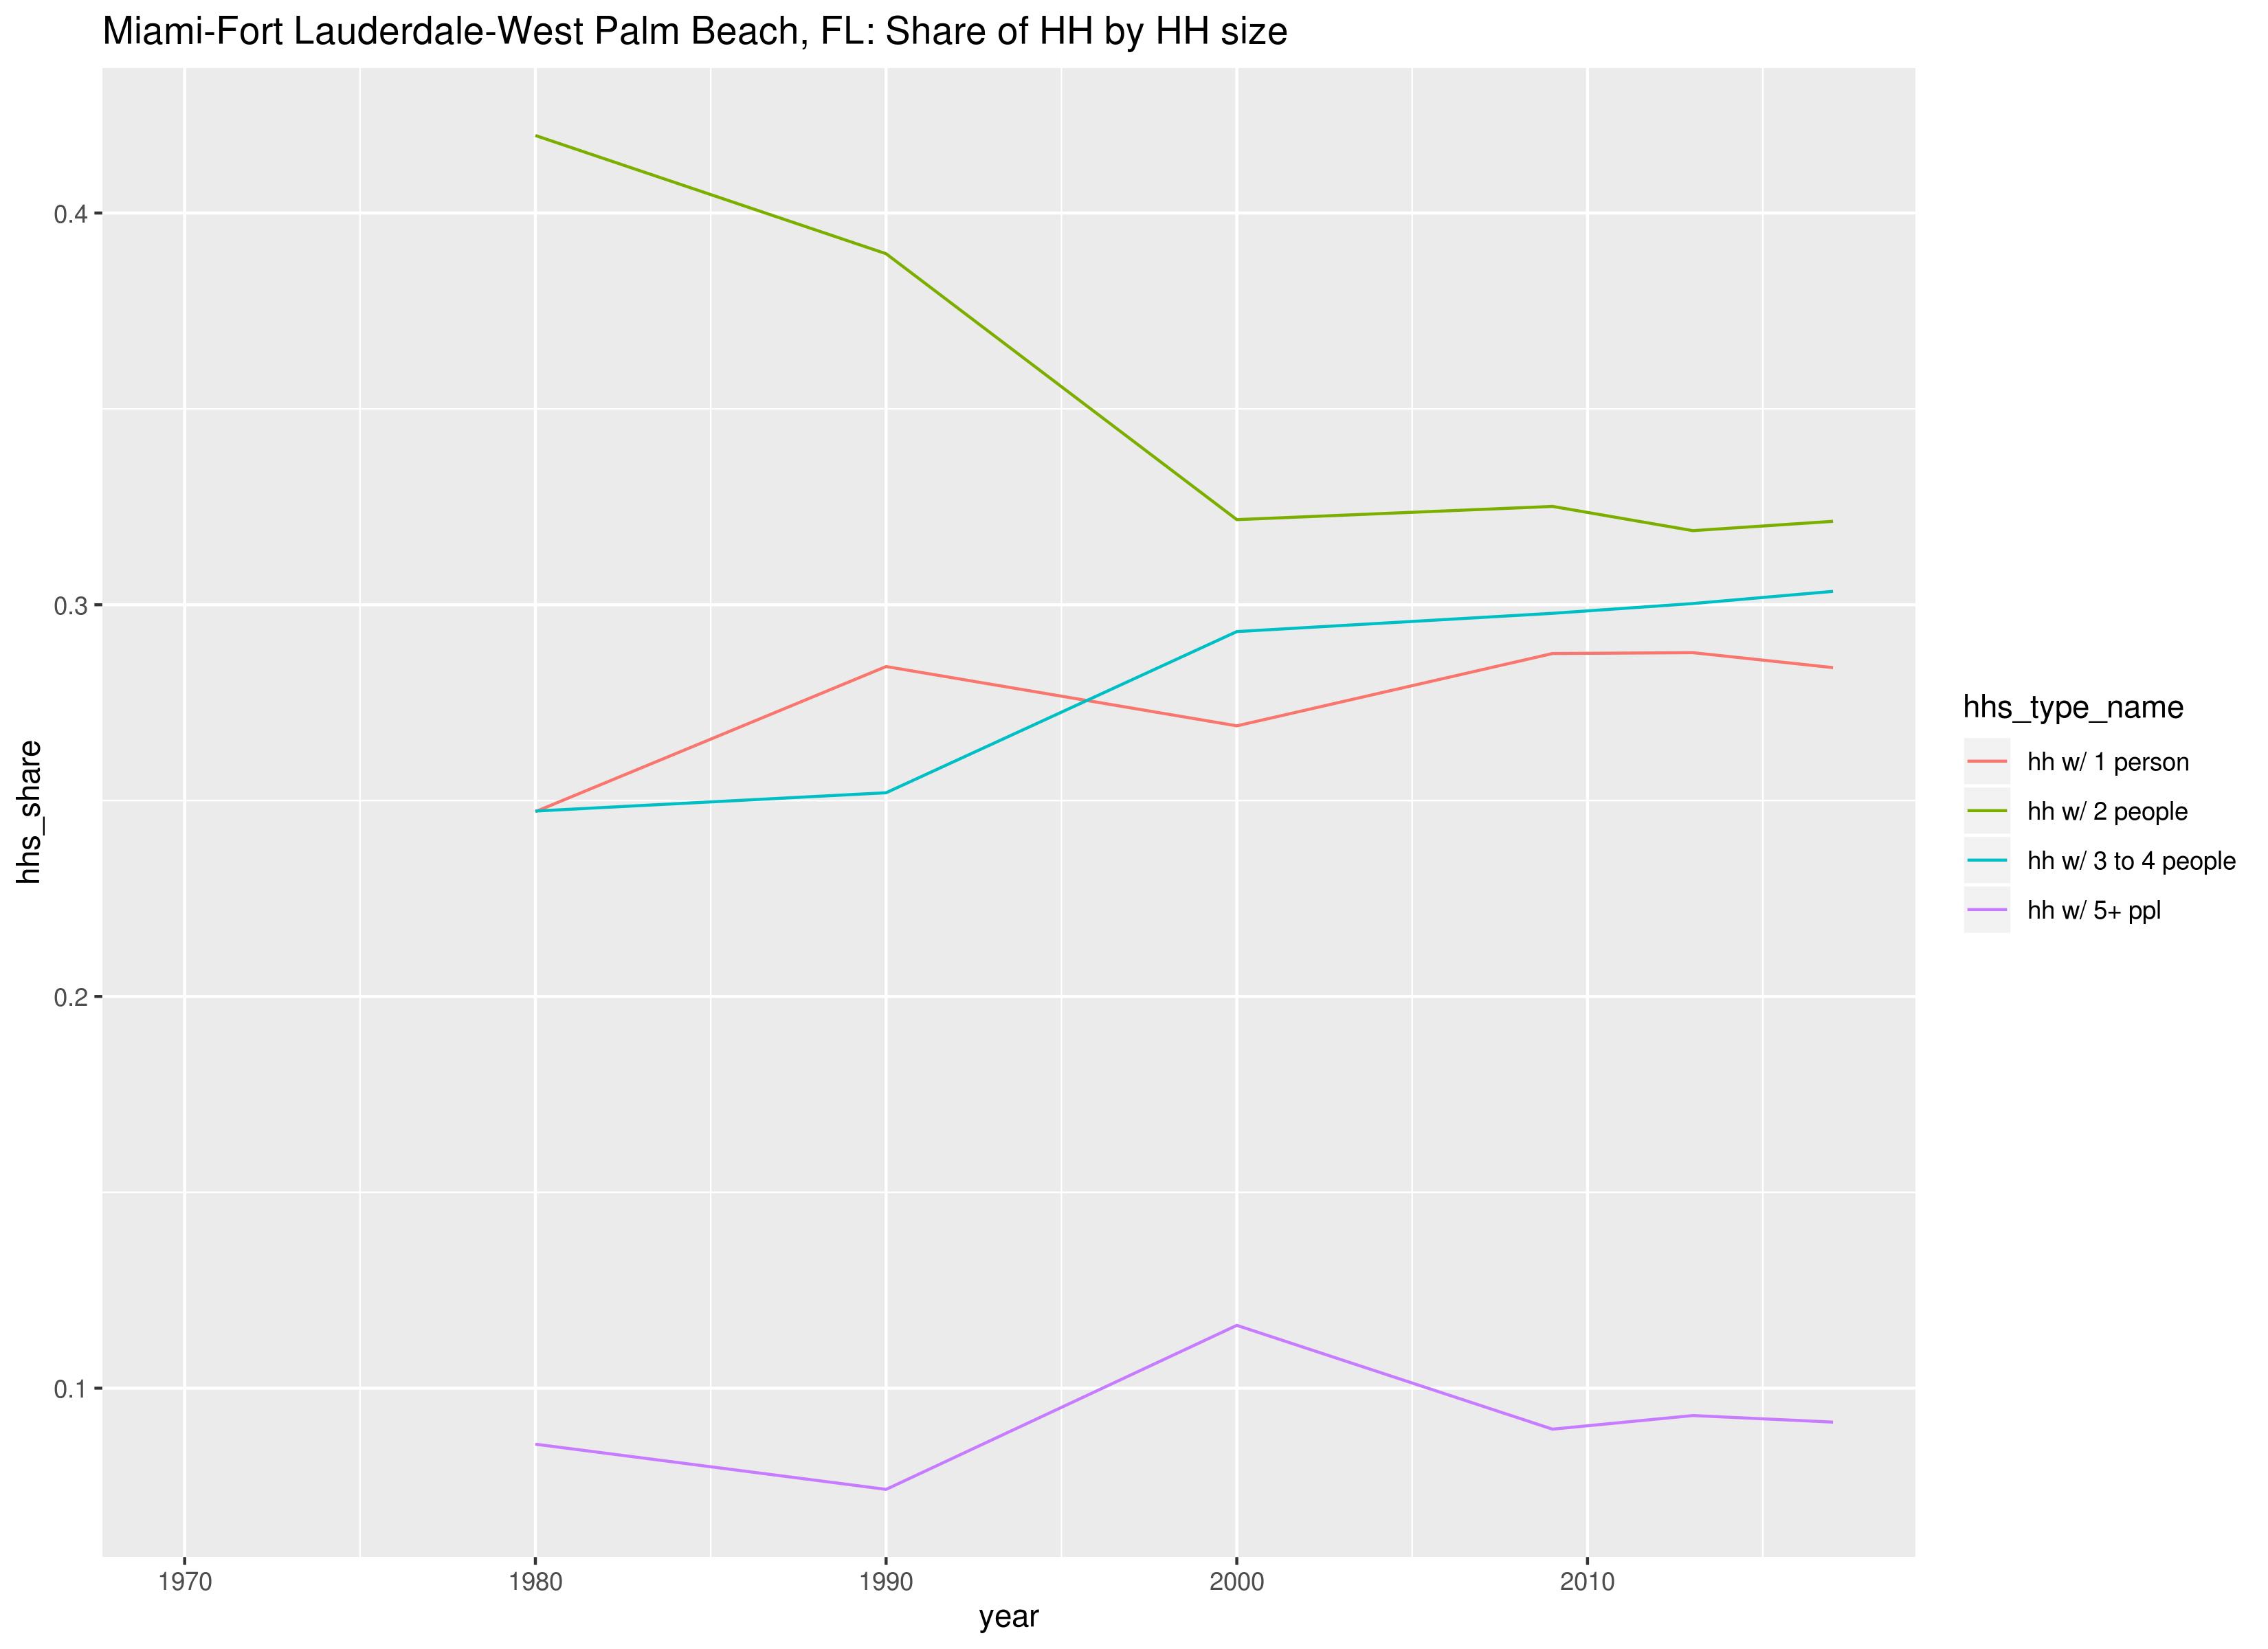 Miami-Fort Lauderdale-West Palm Beach, FL: Share of HH by HH size
0.4
0.3
0.2
0.1
hhs_share
1970 1980 1990 2000 2010
year
hhs_type_name
hh w/ 1 person
hh w/ 2 people
hh w/ 3 to 4 people
hh w/ 5+ ppl